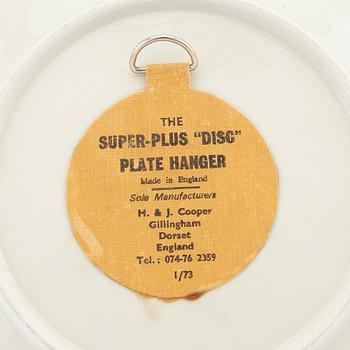 THE
SUPER-PLUS "DISC"
PLATE HANGER
Made in England
Sole Manufacturers
H. & J. Cooper
Gillingham
Dorset
England
Tel.: 074-76 2359
1/73